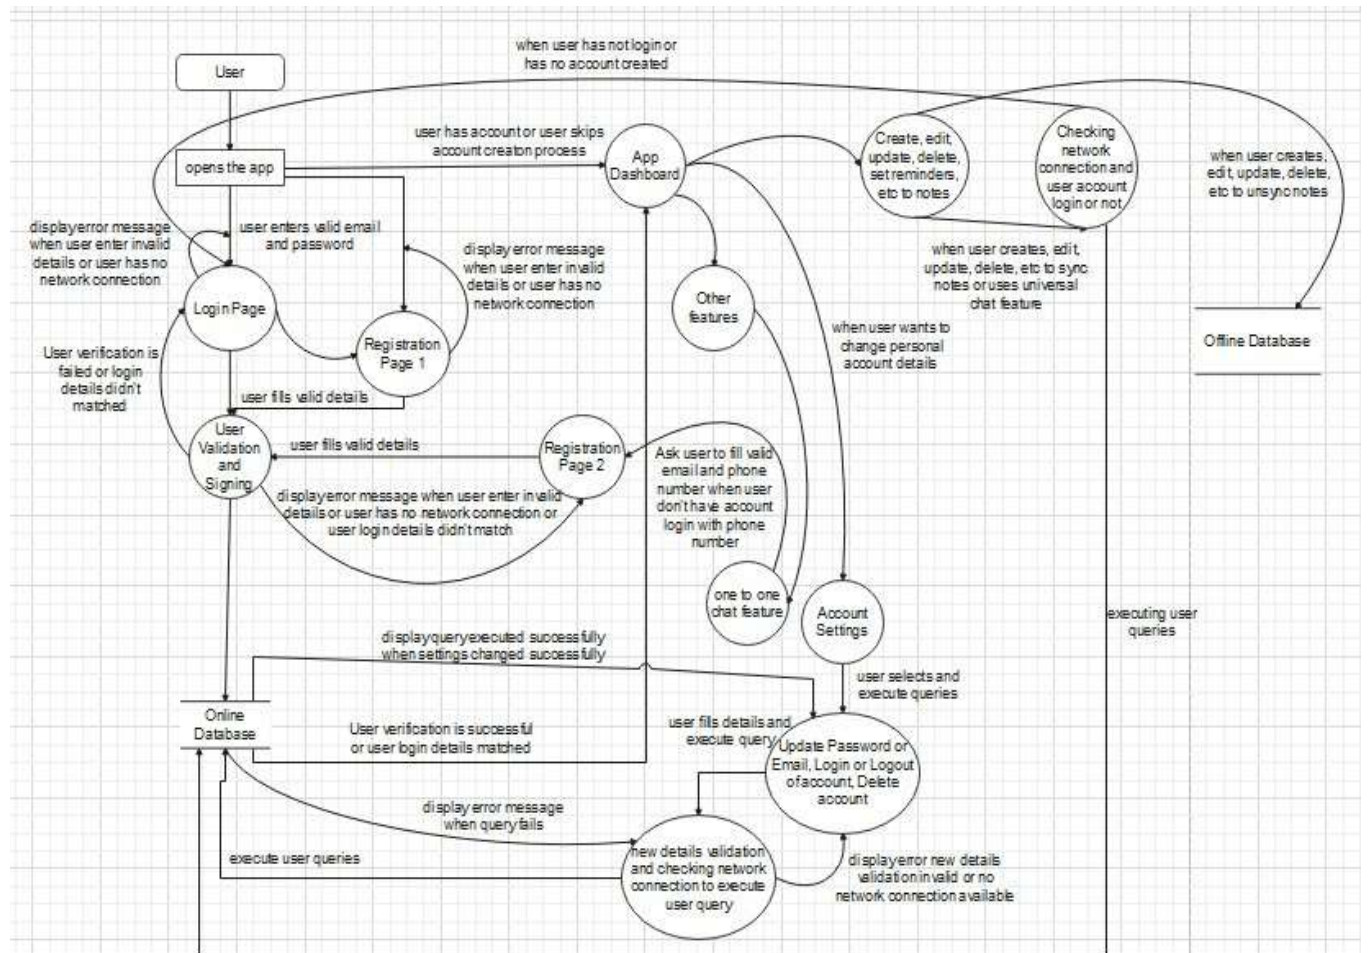 when user has not login or
has no account created
User
user has account or user skips
account creaton process
App
Dashboard
Create, edit,
update, delete,
set reminders,
etc to notes
Checking
network
connection and
user account
login or not
when user creates,
edit, update, delete,
etc to unsync notes
opens the app
display error message
when user enter invalid
details or user has no
network connection
user enters valid email
and password
display error message
when user enter invalid
details or user has no
network connection
when user creates, edit,
update, delete, etc to sync
notes or uses universal
chat feature
Login Page
Other
features
Registration
Page 1
when user wants to
change personal
account details
Offline Database
User verification is
failed or login
details didn't
matched
user fills valid details
User
Validation
and
Signing
user fills valid details
Registration
Page 2
Ask user to fill valid
email and phone
number when user
don't have account
login with phone
number
display error message when user enter invalid
details or user has no network connection or
user login details didn't match
one to one
chat feature
Account
Settings
executing user
queries
display query executed successfully
when settings changed successfully
user selects and
execute queries
Online
Database
User verification is successful
or user login details matched
user fills details and
execute query
Update Password or
Email, Login or Logout
of account, Delete
account
display error message
when query fails
execute user queries
new details validation
and checking network
connection to execute
user query
display error new details
validation invalid or no
network connection available